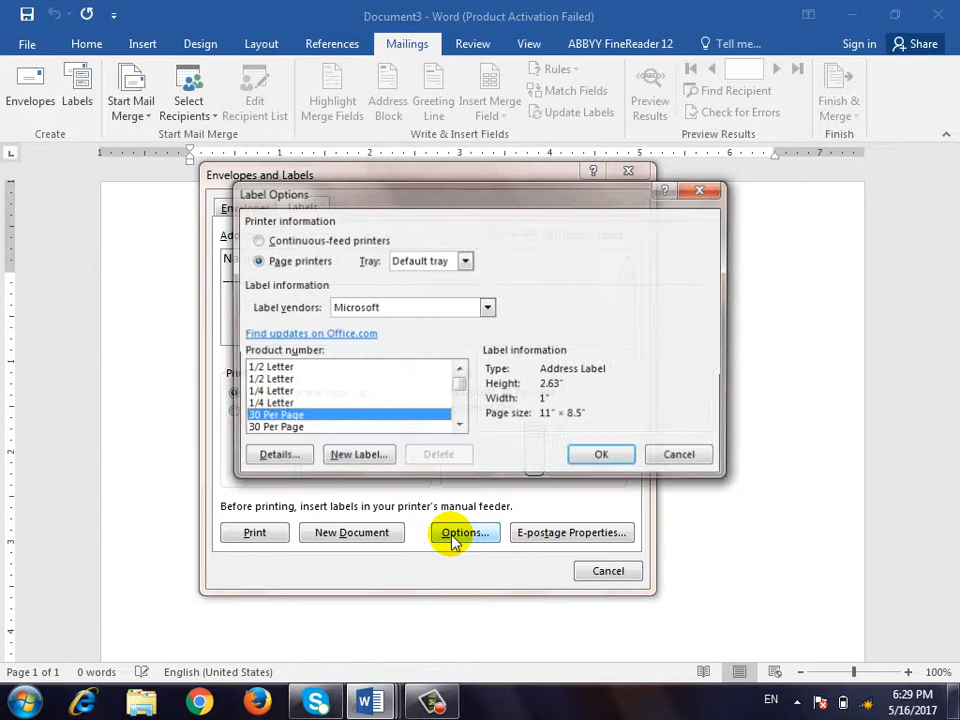 Document3 - Word (Product Activation Failed)
File Home Insert Design Layout References Mailings Review View ABBYY FineReader 12 Tell me... Sign in Share
Envelopes Labels Start Mail Merge Select Recipients Edit Recipient List Highlight Merge Fields Address Block Greeting Line Insert Merge Field Rules Match Fields Update Labels Preview Results Find Recipient Check for Errors Finish & Merge
Create Start Mail Merge Write & Insert Fields Preview Results Finish
L 1 1 2 3 4 5 6 7
Envelopes and Labels ?
Label Options ?
Printer information
Continuous-feed printers
Page printers Tray: Default tray
Label information
Label vendors: Microsoft
Find updates on Office.com
Product number: Label information
1/2 Letter Type: Address Label
1/2 Letter Height: 2.63"
1/4 Letter Width: 1"
1/4 Letter Page size: 11" × 8.5"
30 Per Page
30 Per Page
Details... New Label... Delete OK Cancel
Before printing, insert labels in your printer's manual feeder.
Print New Document Options... E-postage Properties...
Cancel
Page 1 of 1 0 words English (United States) 100%
EN 6:29 PM
5/16/2017